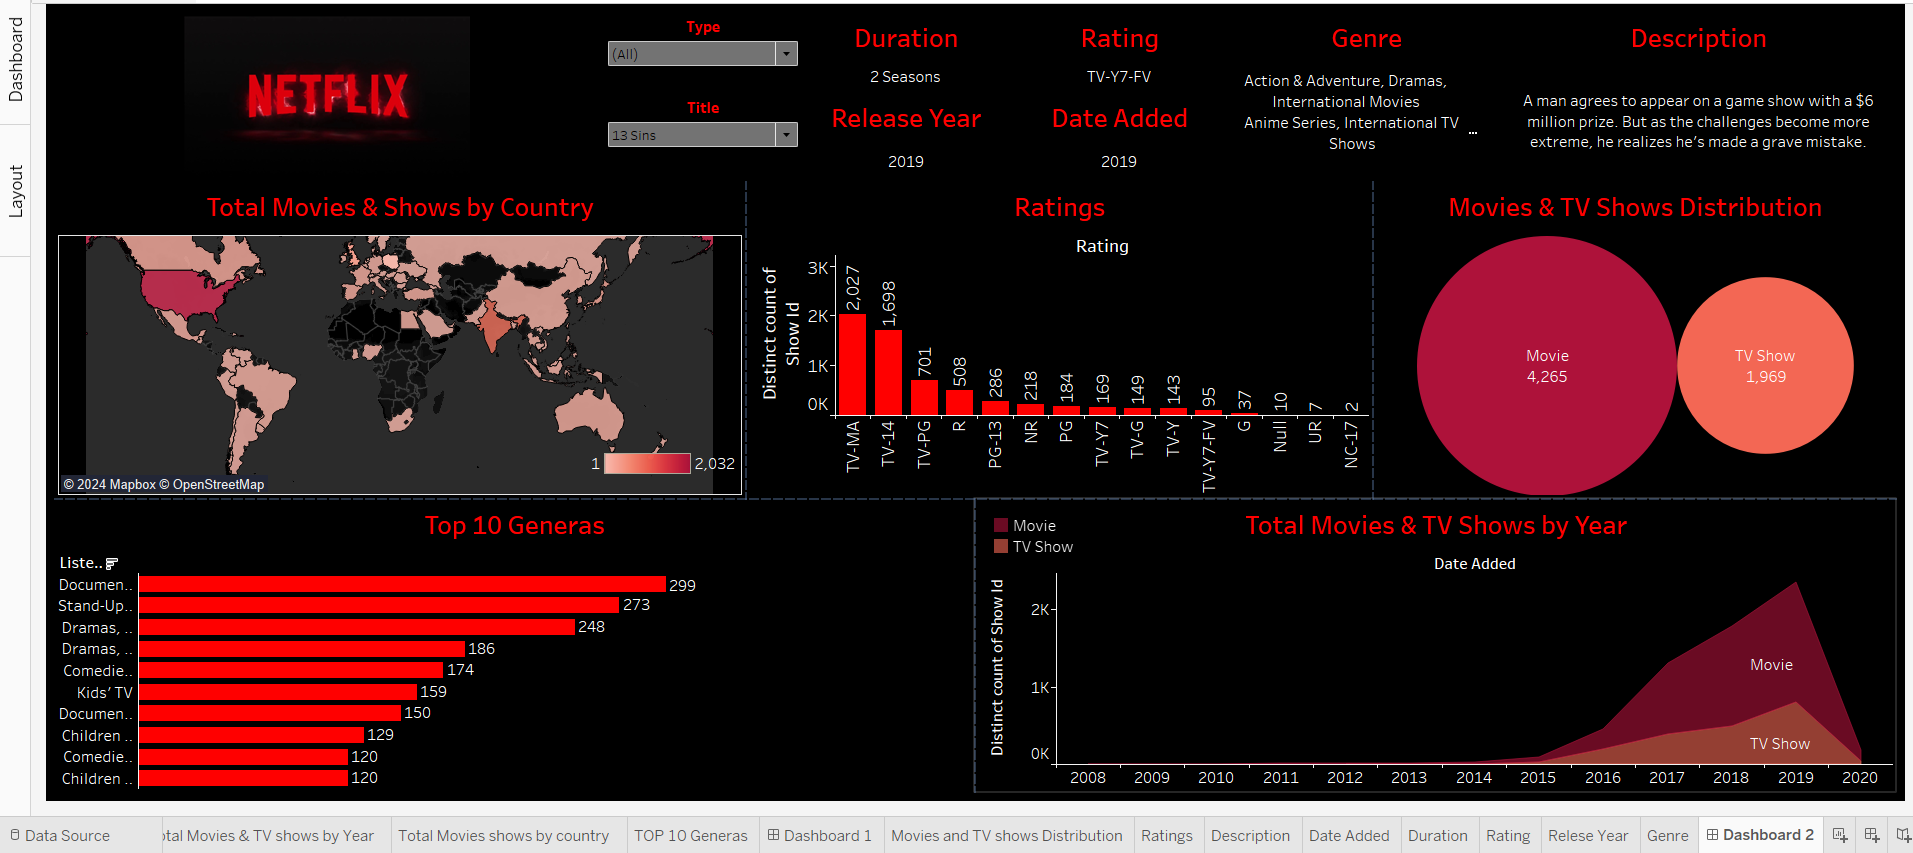 Dashboard
Layout
NETFLIX
Type
(All)
Title
13 Sins
Duration
2 Seasons
Release Year
2019
Rating
TV-Y7-FV
Date Added
2019
Genre
Action & Adventure, Dramas,
International Movies
Anime Series, International TV
Shows
...
Description
A man agrees to appear on a game show with a $6
million prize. But as the challenges become more
extreme, he realizes he’s made a grave mistake.
Total Movies & Shows by Country
1
2,032
© 2024 Mapbox © OpenStreetMap
Ratings
Rating
Distinct count of
Show Id
3K
2K
1K
0K
2,027
1,698
701
508
286
218
184
169
149
143
95
37
10
7
2
TV-MA
TV-14
TV-PG
R
PG-13
NR
PG
TV-Y7
TV-G
TV-Y
TV-Y7-FV
G
Null
UR
NC-17
Movies & TV Shows Distribution
Movie
4,265
TV Show
1,969
Top 10 Generas
Liste..
Documen.. 299
Stand-Up.. 273
Dramas, .. 248
Dramas, .. 186
Comedie.. 174
Kids’ TV 159
Documen.. 150
Children .. 129
Comedie.. 120
Children .. 120
Movie
TV Show
Total Movies & TV Shows by Year
Date Added
Distinct count of Show Id
2K
1K
0K
Movie
TV Show
2008 2009 2010 2011 2012 2013 2014 2015 2016 2017 2018 2019 2020
Data Source
otal Movies & TV shows by Year
Total Movies shows by country
TOP 10 Generas
Dashboard 1
Movies and TV shows Distribution
Ratings
Description
Date Added
Duration
Rating
Relese Year
Genre
Dashboard 2